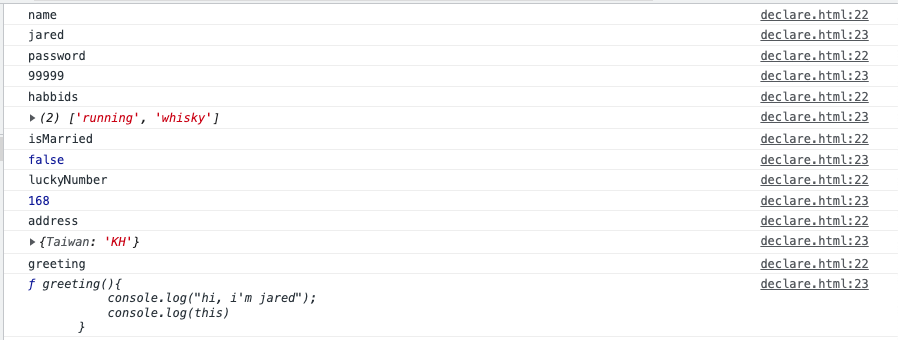 name declare.html:22
jared declare.html:23
password declare.html:22
99999 declare.html:23
habbids declare.html:22
(2) ['running', 'whisky'] declare.html:23
isMarried declare.html:22
false declare.html:23
luckyNumber declare.html:22
168 declare.html:23
address declare.html:22
{Taiwan: 'KH'} declare.html:23
greeting declare.html:22
ƒ greeting(){ declare.html:23
console.log("hi, i'm jared");
console.log(this)
}